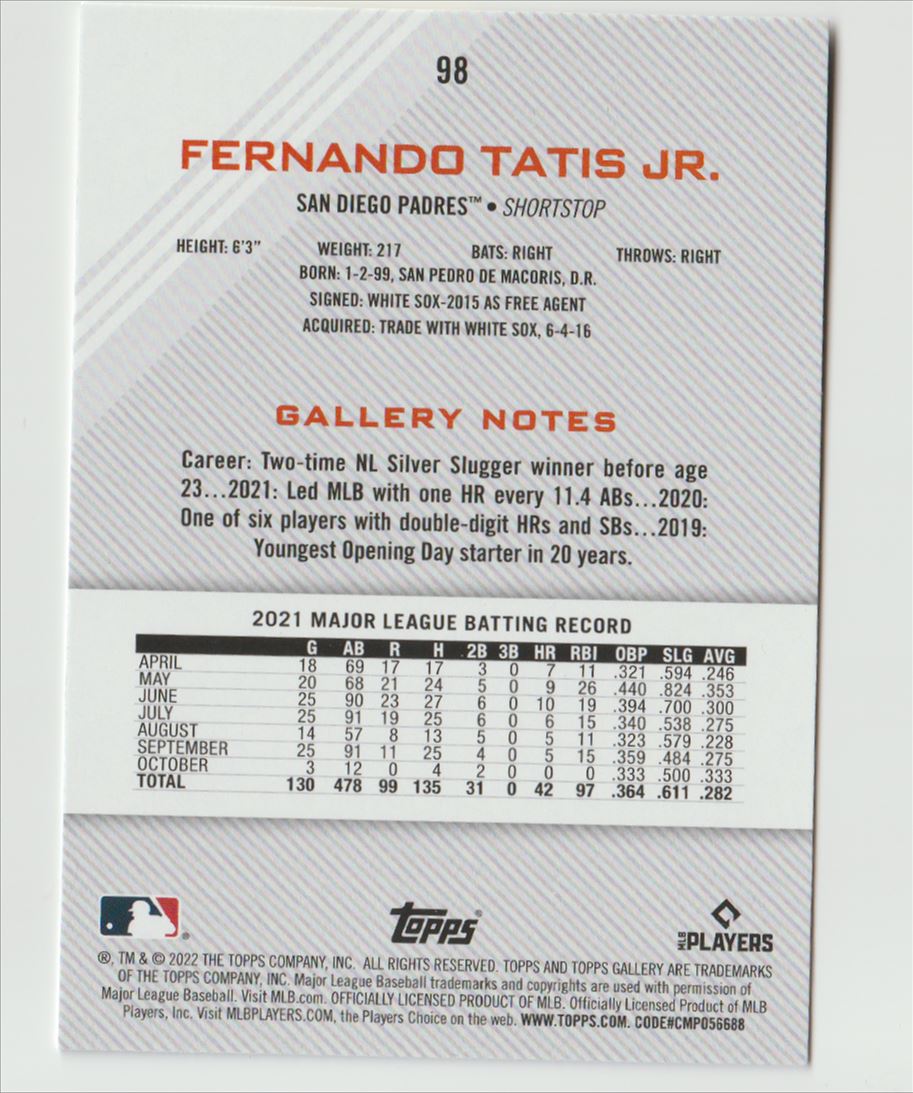 98
FERNANDO TATIS JR.
SAN DIEGO PADRES™ • SHORTSTOP
HEIGHT: 6'3" WEIGHT: 217 BATS: RIGHT THROWS: RIGHT
BORN: 1-2-99, SAN PEDRO DE MACORIS, D.R.
SIGNED: WHITE SOX-2015 AS FREE AGENT
ACQUIRED: TRADE WITH WHITE SOX, 6-4-16
GALLERY NOTES
Career: Two-time NL Silver Slugger winner before age
23...2021: Led MLB with one HR every 11.4 ABs...2020:
One of six players with double-digit HRs and SBs...2019:
Youngest Opening Day starter in 20 years.
2021 MAJOR LEAGUE BATTING RECORD
G AB R H 2B 3B HR RBI OBP SLG AVG
APRIL 18 69 17 17 3 0 7 11 .321 .594 .246
MAY 20 68 21 24 5 0 9 26 .440 .824 .353
JUNE 25 90 23 27 6 0 10 19 .394 .700 .300
JULY 25 91 19 25 6 0 6 15 .340 .538 .275
AUGUST 14 57 8 13 5 0 5 11 .323 .579 .228
SEPTEMBER 25 91 11 25 4 0 5 15 .359 .484 .275
OCTOBER 3 12 0 4 2 0 0 0 .333 .500 .333
TOTAL 130 478 99 135 31 0 42 97 .364 .611 .282
® topps® MLB PLAYERS
®, TM & © 2022 THE TOPPS COMPANY, INC. ALL RIGHTS RESERVED. TOPPS AND TOPPS GALLERY ARE TRADEMARKS
OF THE TOPPS COMPANY, INC. Major League Baseball trademarks and copyrights are used with permission of
Major League Baseball. Visit MLB.com. OFFICIALLY LICENSED PRODUCT OF MLB. Officially Licensed Product of MLB
Players, Inc. Visit MLBPLAYERS.COM, the Players Choice on the web. WWW.TOPPS.COM. CODE#CMP056688